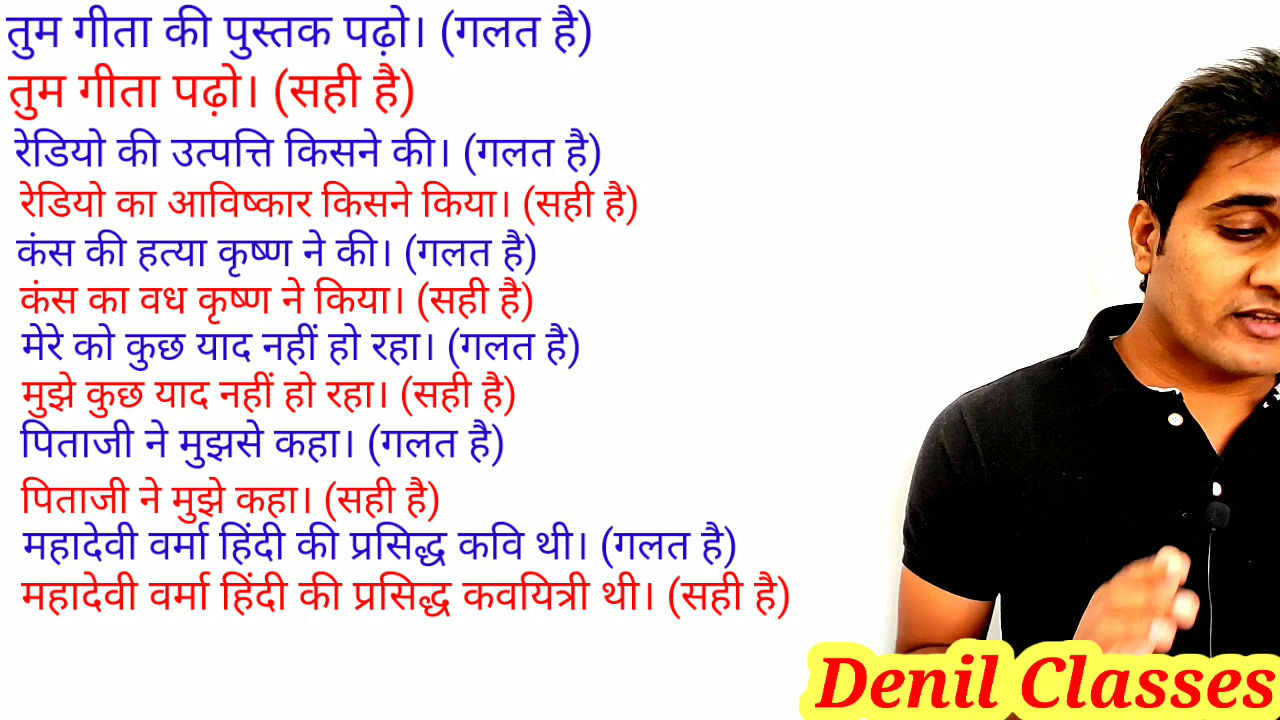 तुम गीता की पुस्तक पढ़ो। (गलत है)
तुम गीता पढ़ो। (सही है)
रेडियो की उत्पत्ति किसने की। (गलत है)
रेडियो का आविष्कार किसने किया। (सही है)
कंस की हत्या कृष्ण ने की। (गलत है)
कंस का वध कृष्ण ने किया। (सही है)
मेरे को कुछ याद नहीं हो रहा। (गलत है)
मुझे कुछ याद नहीं हो रहा। (सही है)
पिताजी ने मुझसे कहा। (गलत है)
पिताजी ने मुझे कहा। (सही है)
महादेवी वर्मा हिंदी की प्रसिद्ध कवि थी। (गलत है)
महादेवी वर्मा हिंदी की प्रसिद्ध कवयित्री थी। (सही है)
Denil Classes